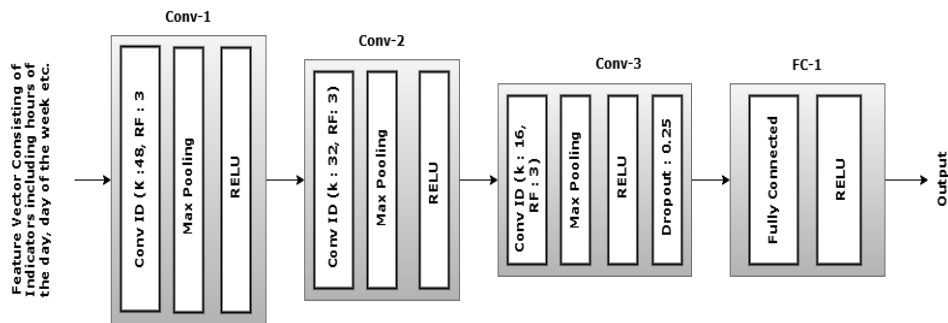 Feature Vector Consisting of
Indicators including hours of
the day, day of the week etc.
Conv-1
Conv ID (K :48, RF : 3
Max Pooling
RELU
Conv-2
Conv ID (k : 32, RF: 3)
Max Pooling
RELU
Conv-3
Conv ID (k : 16,
RF : 3)
Max Pooling
RELU
Dropout : 0.25
FC-1
Fully Connected
RELU
Output